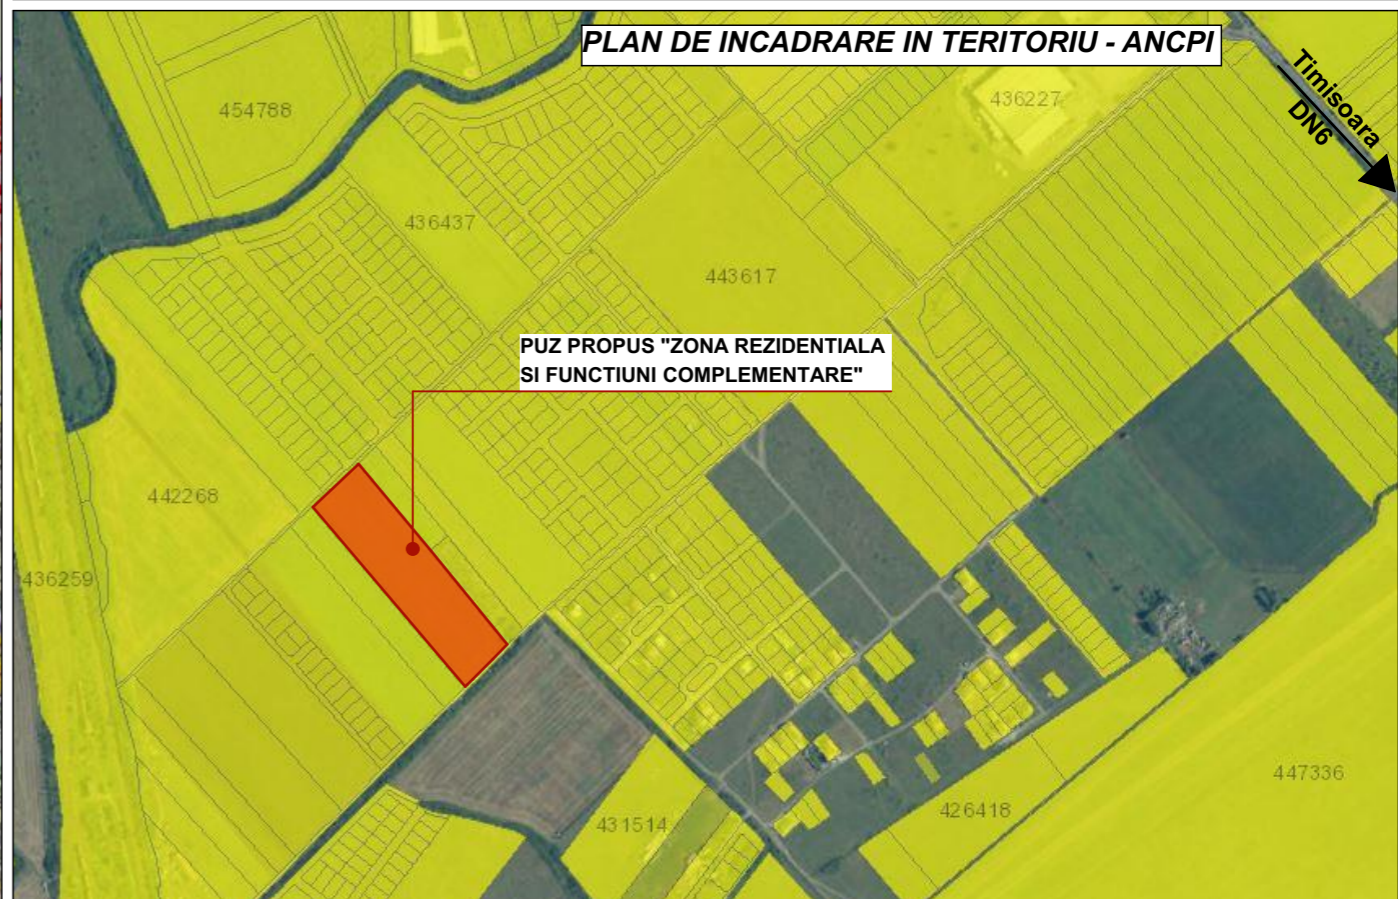 PLAN DE INCADRARE IN TERITORIU - ANCPI
Timisoara
DN6
454788
436227
436437
443617
PUZ PROPUS "ZONA REZIDENTIALA
SI FUNCTIUNI COMPLEMENTARE"
442268
436259
447336
426418
431514